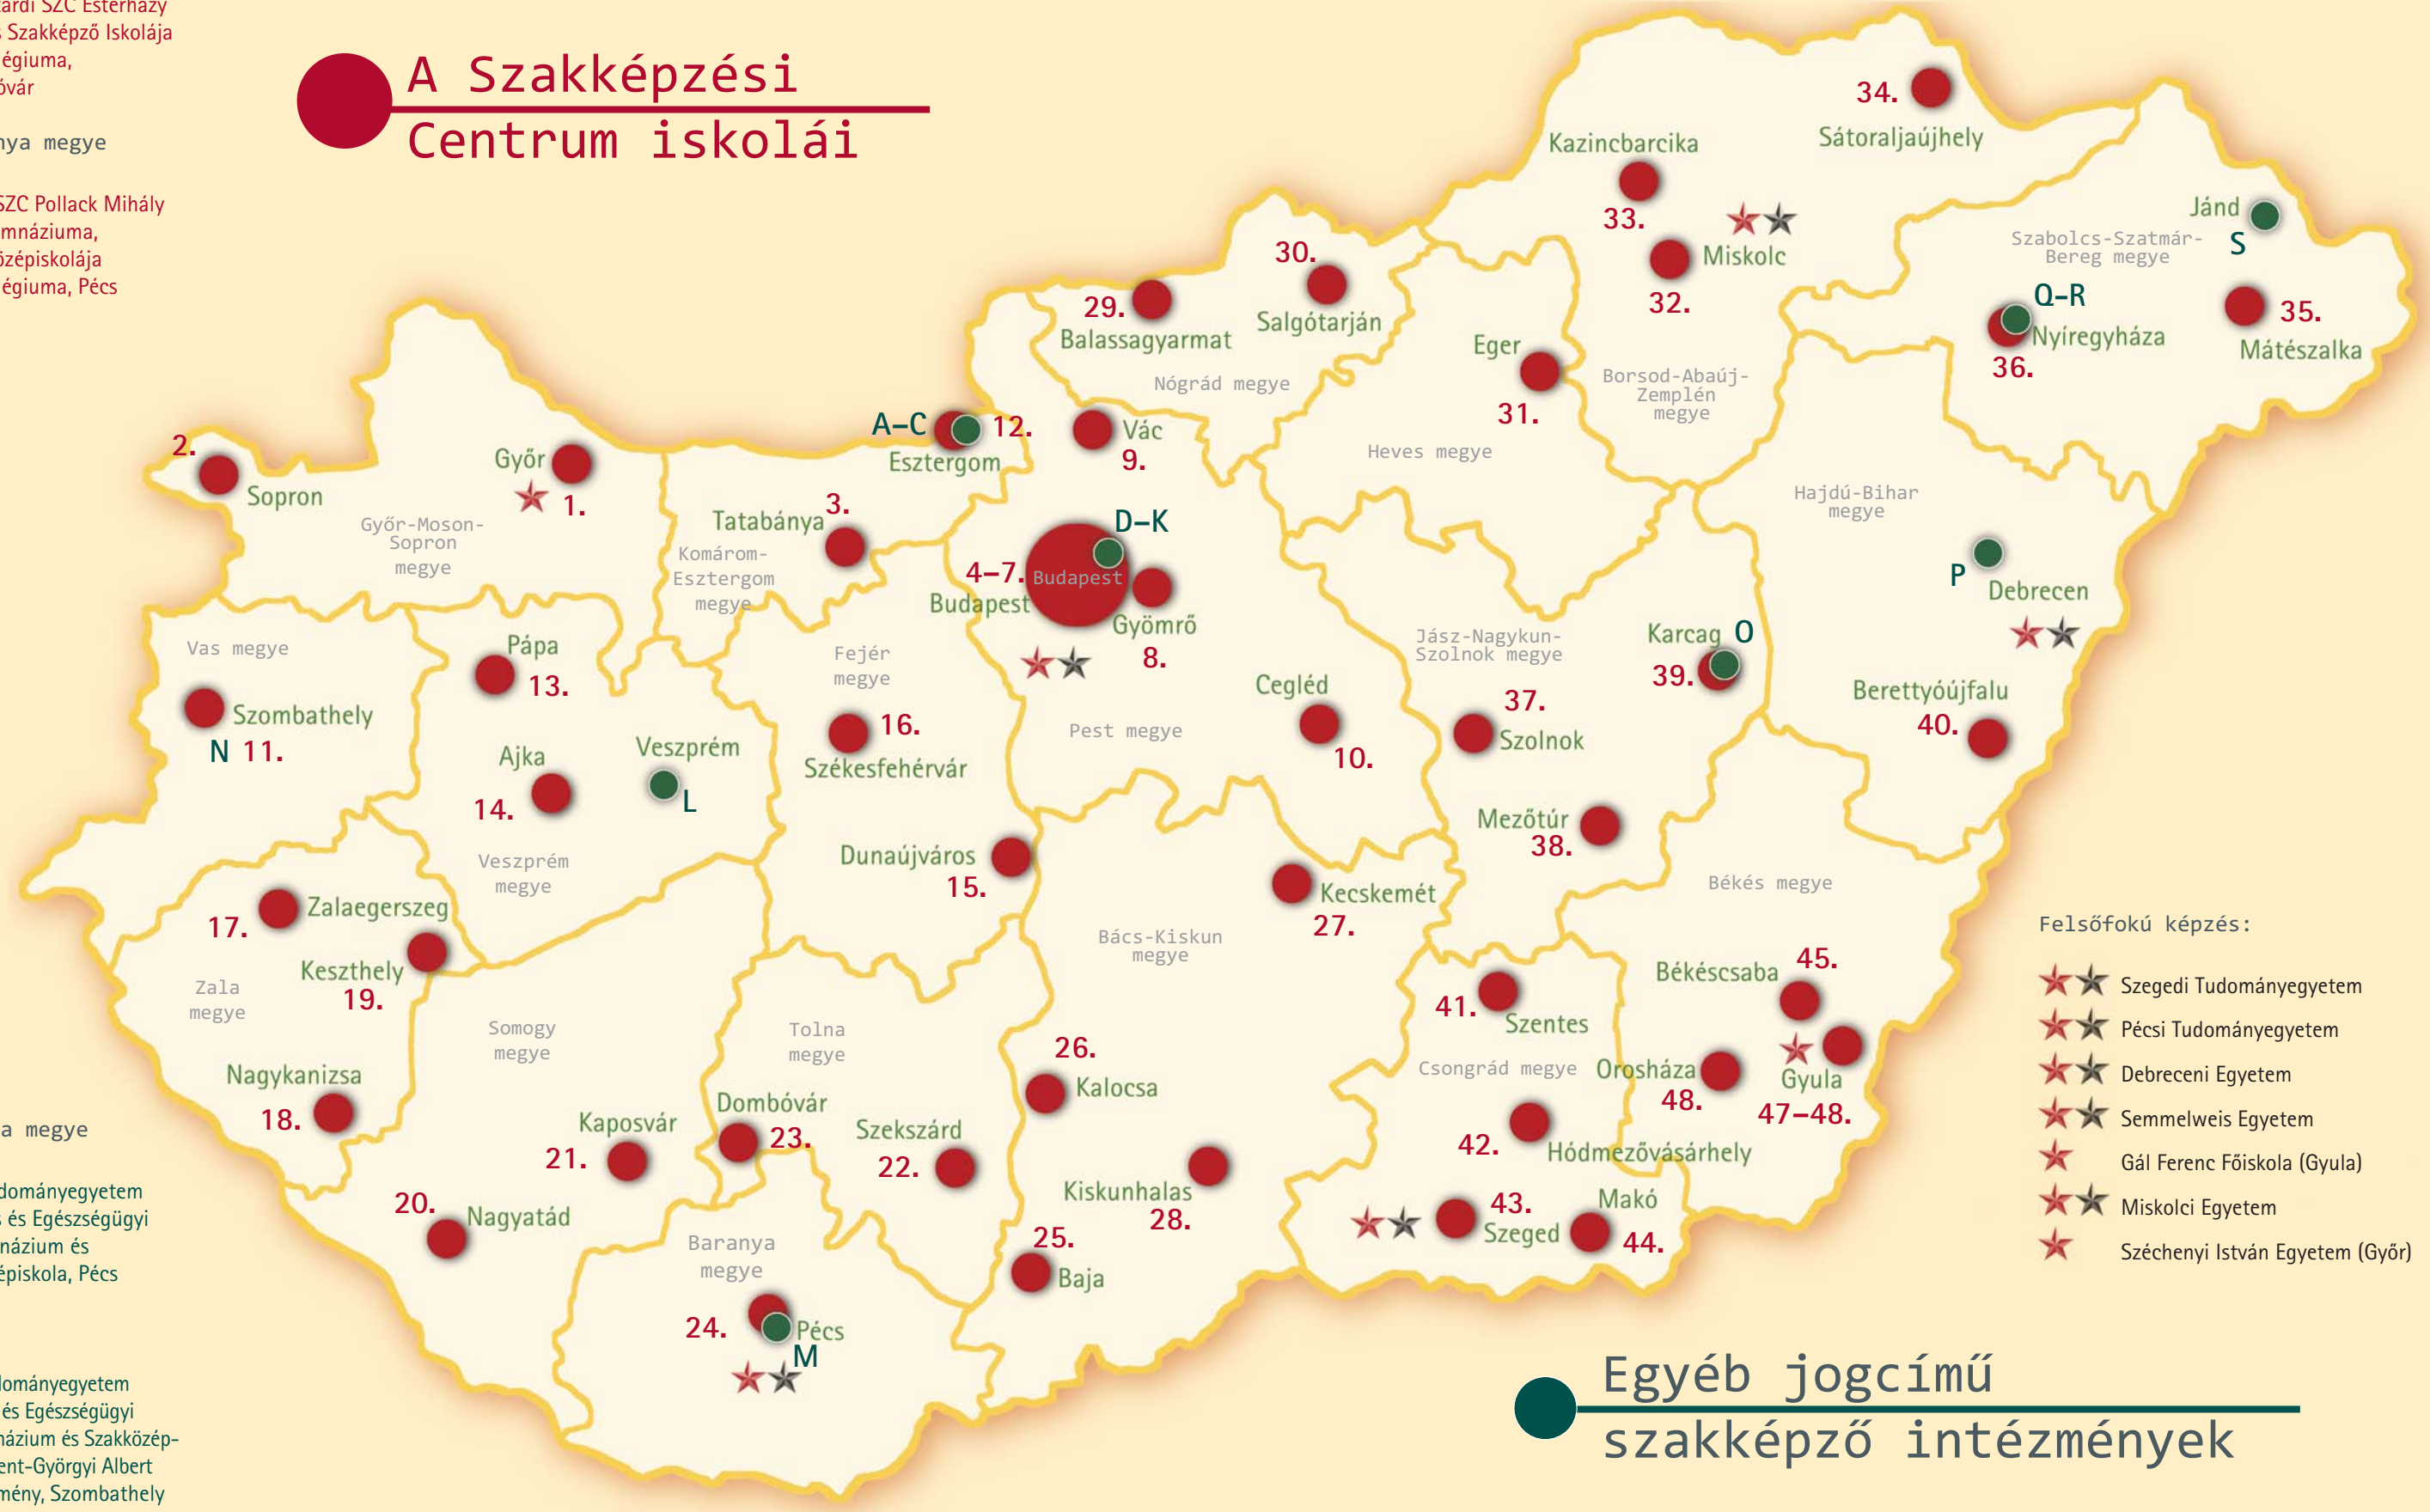 árdi SZC Esterházy
s Szakképző Iskolája
égiuma,
óvár
nya megye
SZC Pollack Mihály
mnáziuma,
özépiskolája
égiuma, Pécs
A Szakképzési
Centrum iskolái
34.
Sátoraljaújhely
Kazincbarcika
33.
Miskolc
32.
Jánd
S
Szabolcs-Szatmár-
Bereg megye
Q-R
Nyíregyháza
36.
35.
Mátészalka
30.
Salgótarján
29.
Balassagyarmat
Nógrád megye
Eger
31.
Borsod-Abaúj-
Zemplén
megye
Heves megye
Hajdú-Bihar
megye
2.
Sopron
Győr
1.
Győr-Moson-
Sopron
megye
A–C
12.
Esztergom
Vác
9.
Tatabánya
3.
Komárom-
Esztergom
megye
D–K
4–7.
Budapest
Budapest
Gyömrő
8.
P
Debrecen
Vas megye
Szombathely
N 11.
Pápa
13.
Ajka
14.
Veszprém
L
Veszprém
megye
Fejér
megye
16.
Székesfehérvár
Pest megye
Cegléd
10.
Jász-Nagykun-
Szolnok megye
37.
Szolnok
Karcag
O
39.
Berettyóújfalu
40.
Mezőtúr
38.
Dunaújváros
15.
Kecskemét
27.
Békés megye
17.
Zalaegerszeg
Keszthely
19.
Zala
megye
Nagykanizsa
18.
Somogy
megye
Tolna
megye
Bács-Kiskun
megye
26.
Kalocsa
41.
Szentes
Csongrád megye
Békéscsaba
45.
Orosháza
48.
Gyula
47–48.
Kaposvár
21.
Dombóvár
23.
Szekszárd
22.
20.
Nagyatád
Kiskunhalas
28.
25.
Baja
42.
Hódmezővásárhely
43.
Szeged
Makó
44.
Baranya
megye
24.
Pécs
M
Felsőfokú képzés:
Szegedi Tudományegyetem
Pécsi Tudományegyetem
Debreceni Egyetem
Semmelweis Egyetem
Gál Ferenc Főiskola (Gyula)
Miskolci Egyetem
Széchenyi István Egyetem (Győr)
a megye
dományegyetem
s és Egészségügyi
názium és
épiskola, Pécs
dományegyetem
és Egészségügyi
názium és Szakközép-
ent-Györgyi Albert
mény, Szombathely
Egyéb jogcímű
szakképző intézmények